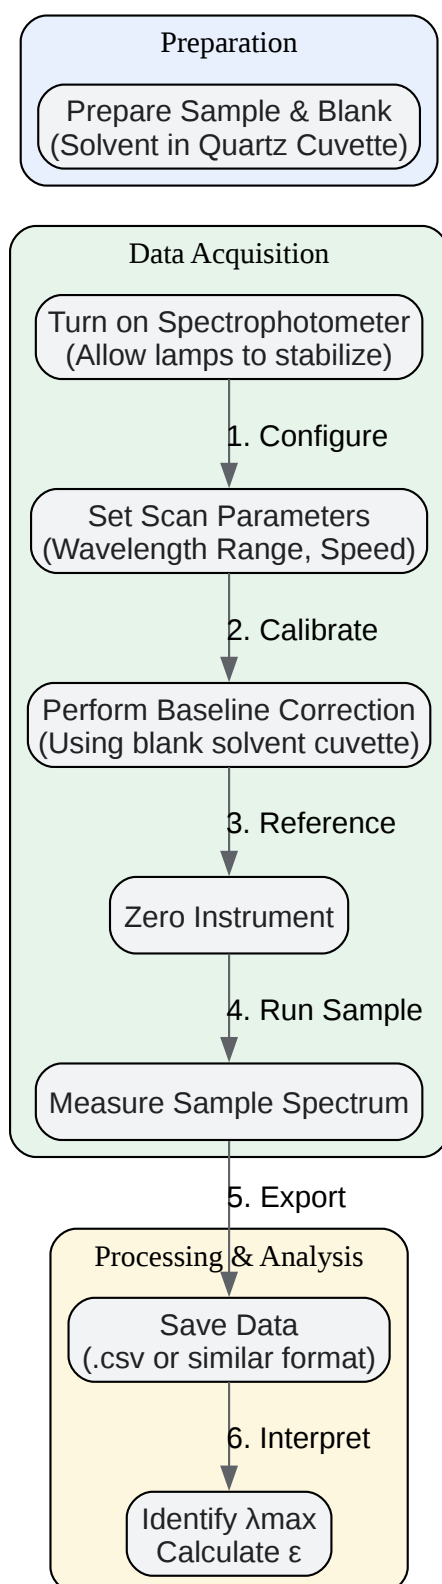 Preparation
Prepare Sample & Blank
(Solvent in Quartz Cuvette)
Data Acquisition
Turn on Spectrophotometer
(Allow lamps to stabilize)
1. Configure
Set Scan Parameters
(Wavelength Range, Speed)
2. Calibrate
Perform Baseline Correction
(Using blank solvent cuvette)
3. Reference
Zero Instrument
4. Run Sample
Measure Sample Spectrum
5. Export
Processing & Analysis
Save Data
(.csv or similar format)
6. Interpret
Identify λmax
Calculate ε